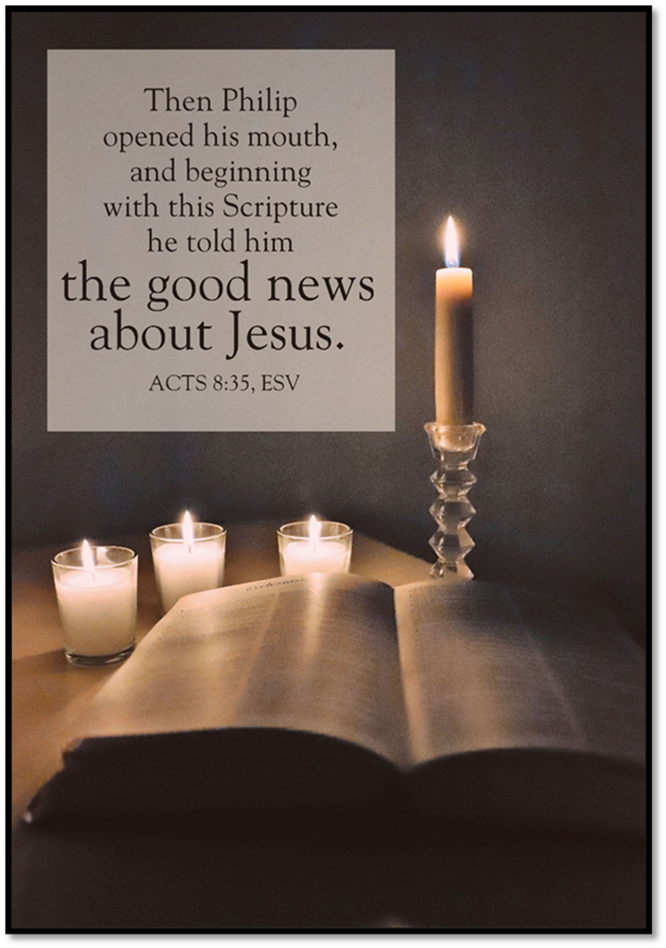 Then Philip
opened his mouth,
and beginning
with this Scripture
he told him
the good news
about Jesus.
ACTS 8:35, ESV